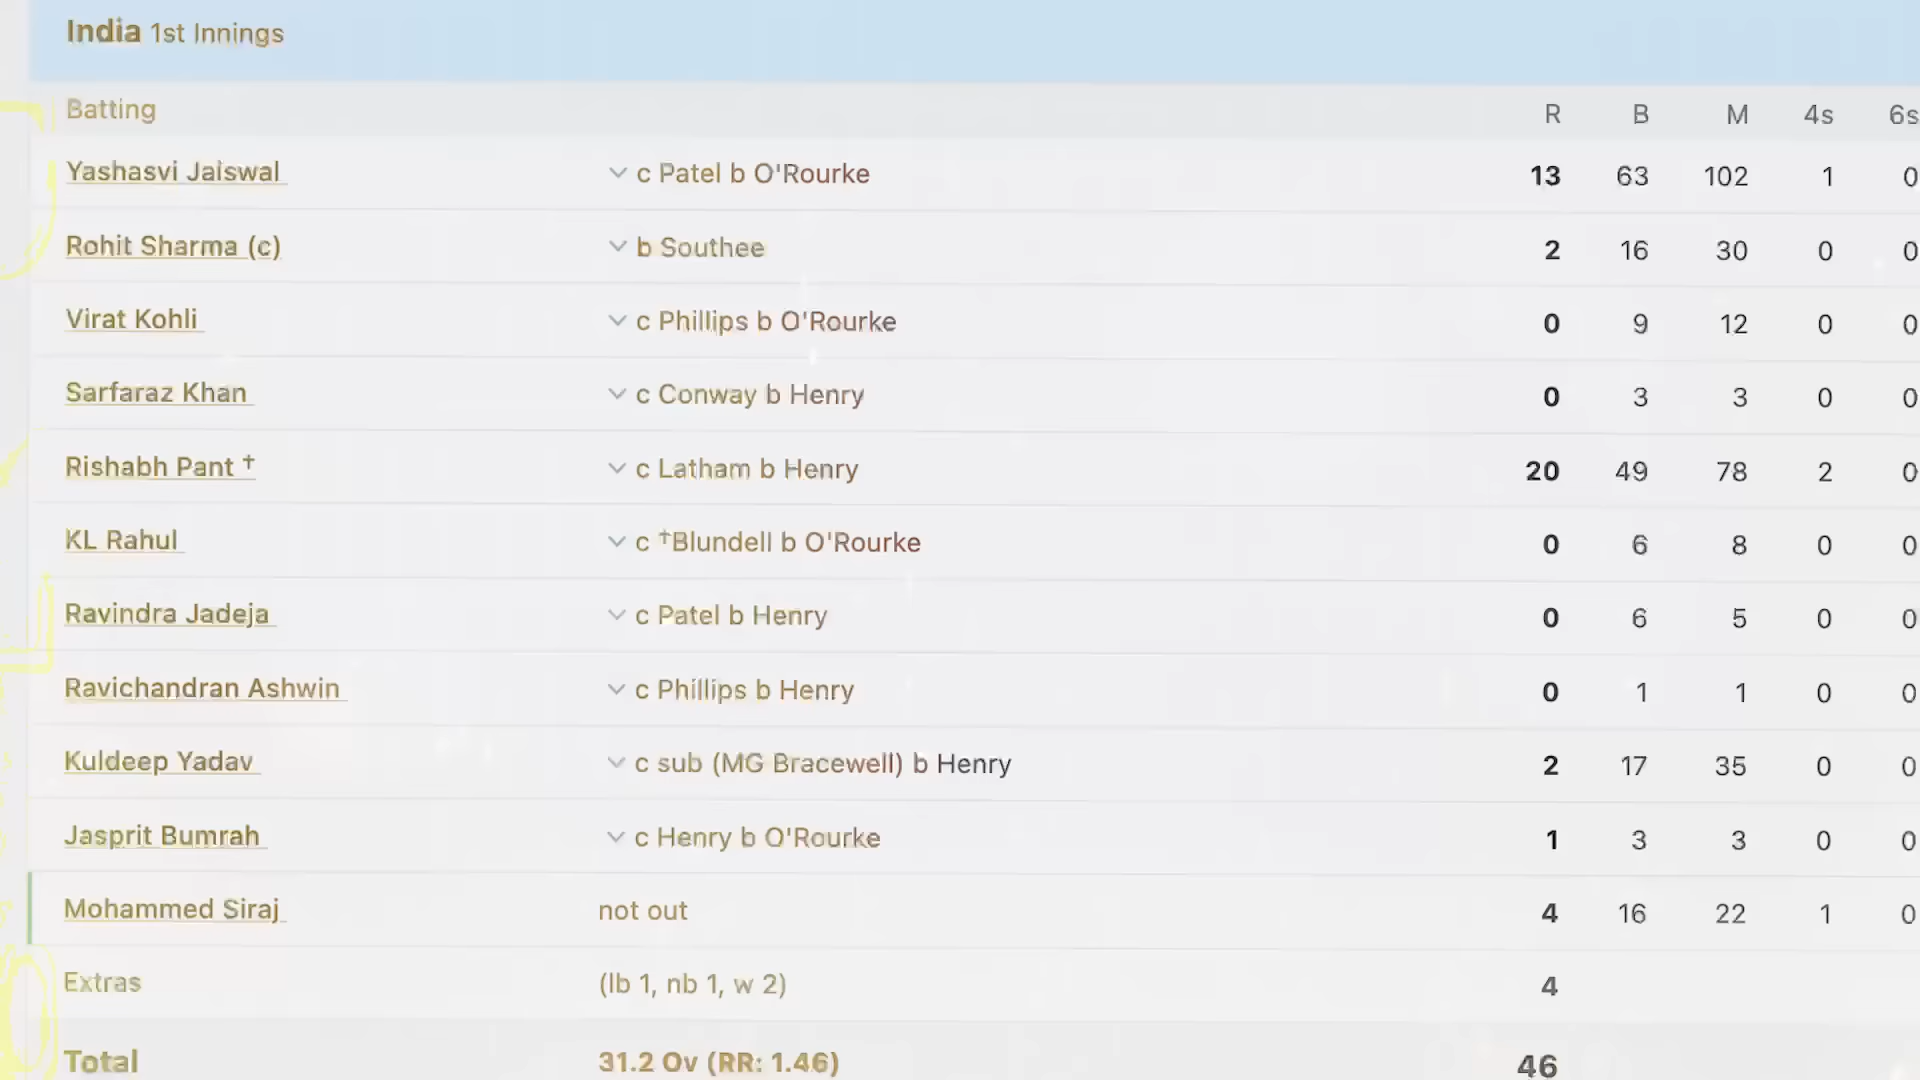 India 1st Innings
Batting R B M 4s 6s
Yashasvi Jaiswal c Patel b O'Rourke 13 63 102 1 0
Rohit Sharma (c) b Southee 2 16 30 0 0
Virat Kohli c Phillips b O'Rourke 0 9 12 0 0
Sarfaraz Khan c Conway b Henry 0 3 3 0 0
Rishabh Pant † c Latham b Henry 20 49 78 2 0
KL Rahul c †Blundell b O'Rourke 0 6 8 0 0
Ravindra Jadeja c Patel b Henry 0 6 5 0 0
Ravichandran Ashwin c Phillips b Henry 0 1 1 0 0
Kuldeep Yadav c sub (MG Bracewell) b Henry 2 17 35 0 0
Jasprit Bumrah c Henry b O'Rourke 1 3 3 0 0
Mohammed Siraj not out 4 16 22 1 0
Extras (lb 1, nb 1, w 2) 4
Total 31.2 Ov (RR: 1.46) 46